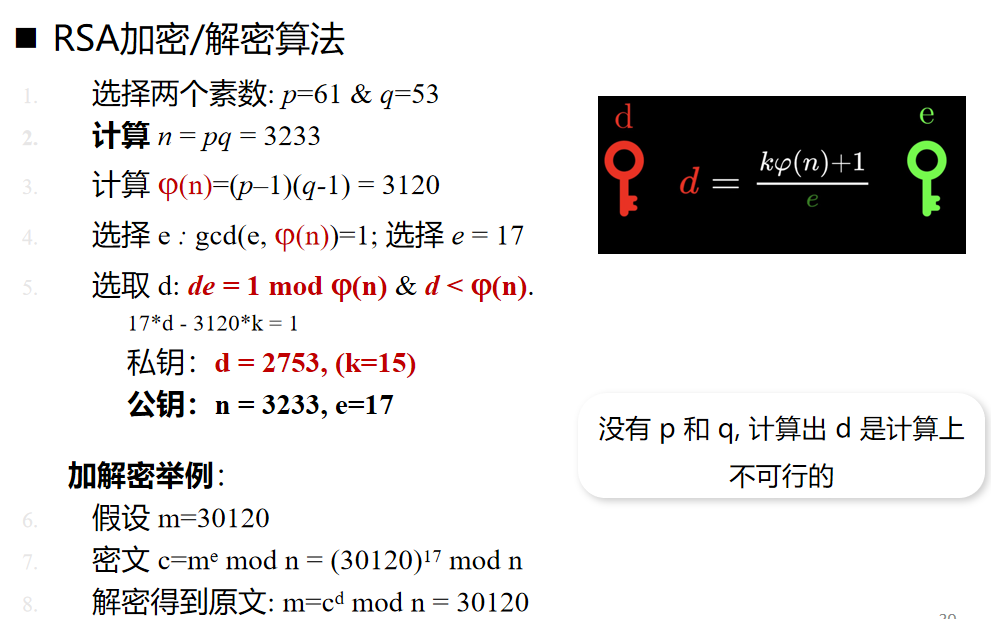 ■ RSA加密/解密算法
1. 选择两个素数: p=61 & q=53
2. 计算 n = pq = 3233
3. 计算 φ(n)=(p–1)(q-1) = 3120
4. 选择 e : gcd(e, φ(n))=1; 选择 e = 17
5. 选取 d: de = 1 mod φ(n) & d < φ(n).
17*d - 3120*k = 1
私钥：d = 2753, (k=15)
公钥：n = 3233, e=17
加解密举例：
6. 假设 m=30120
7. 密文 c=mᵉ mod n = (30120)¹⁷ mod n
8. 解密得到原文: m=cᵈ mod n = 30120
d
e
d = kφ(n)+1
e
没有 p 和 q, 计算出 d 是计算上
不可行的